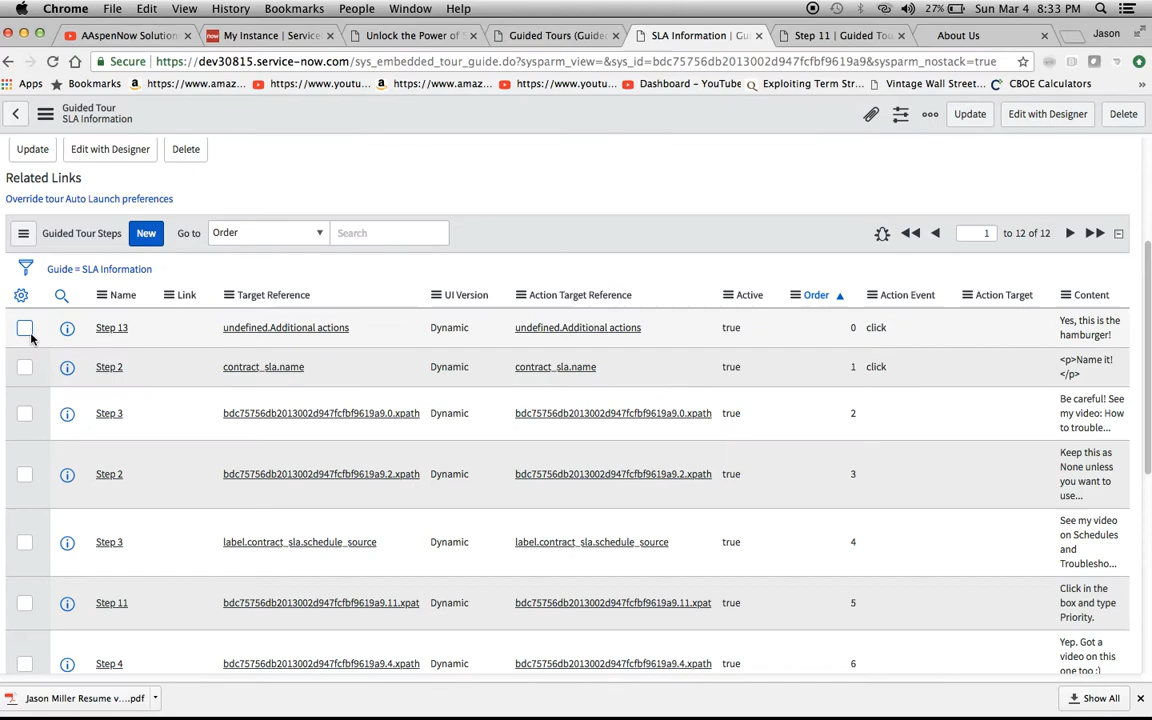 Chrome File Edit View History Bookmarks People Window Help 27% Sun Mar 4 8:33 PM
AAspenNow Solution My Instance | Service Unlock the Power of Guided Tours (Guide SLA Information | Gu Step 11 | Guided Tou About Us Jason
Secure https://dev30815.service-now.com/sys_embedded_tour_guide.do?sysparm_view=&sys_id=bdc75756db2013002d947fcfbf9619a9&sysparm_nostack=true
Apps Bookmarks https://www.amaz... https://www.youtu... https://www.amaz... https://www.youtu... Dashboard – YouTube Exploiting Term Str... Vintage Wall Street... CBOE Calculators
Guided Tour
SLA Information
Update Edit with Designer Delete
Update Edit with Designer Delete
Related Links
Override tour Auto Launch preferences
Guided Tour Steps New Go to Order Search 1 to 12 of 12
Guide = SLA Information
Name Link Target Reference UI Version Action Target Reference Active Order Action Event Action Target Content
Step 13 undefined.Additional actions Dynamic undefined.Additional actions true 0 click Yes, this is the
hamburger!
Step 2 contract_sla.name Dynamic contract_sla.name true 1 click <p>Name it!
</p>
Step 3 bdc75756db2013002d947fcfbf9619a9.0.xpath Dynamic bdc75756db2013002d947fcfbf9619a9.0.xpath true 2 Be careful! See
my video: How
to trouble...
Step 2 bdc75756db2013002d947fcfbf9619a9.2.xpath Dynamic bdc75756db2013002d947fcfbf9619a9.2.xpath true 3 Keep this as
None unless
you want to
use...
Step 3 label.contract_sla.schedule_source Dynamic label.contract_sla.schedule_source true 4 See my video
on Schedules
and
Troublesho...
Step 11 bdc75756db2013002d947fcfbf9619a9.11.xpat Dynamic bdc75756db2013002d947fcfbf9619a9.11.xpat true 5 Click in the
box and type
Priority.
Step 4 bdc75756db2013002d947fcfbf9619a9.4.xpath Dynamic bdc75756db2013002d947fcfbf9619a9.4.xpath true 6 Yep. Got a
video on this
one too :)
Jason Miller Resume v....pdf Show All